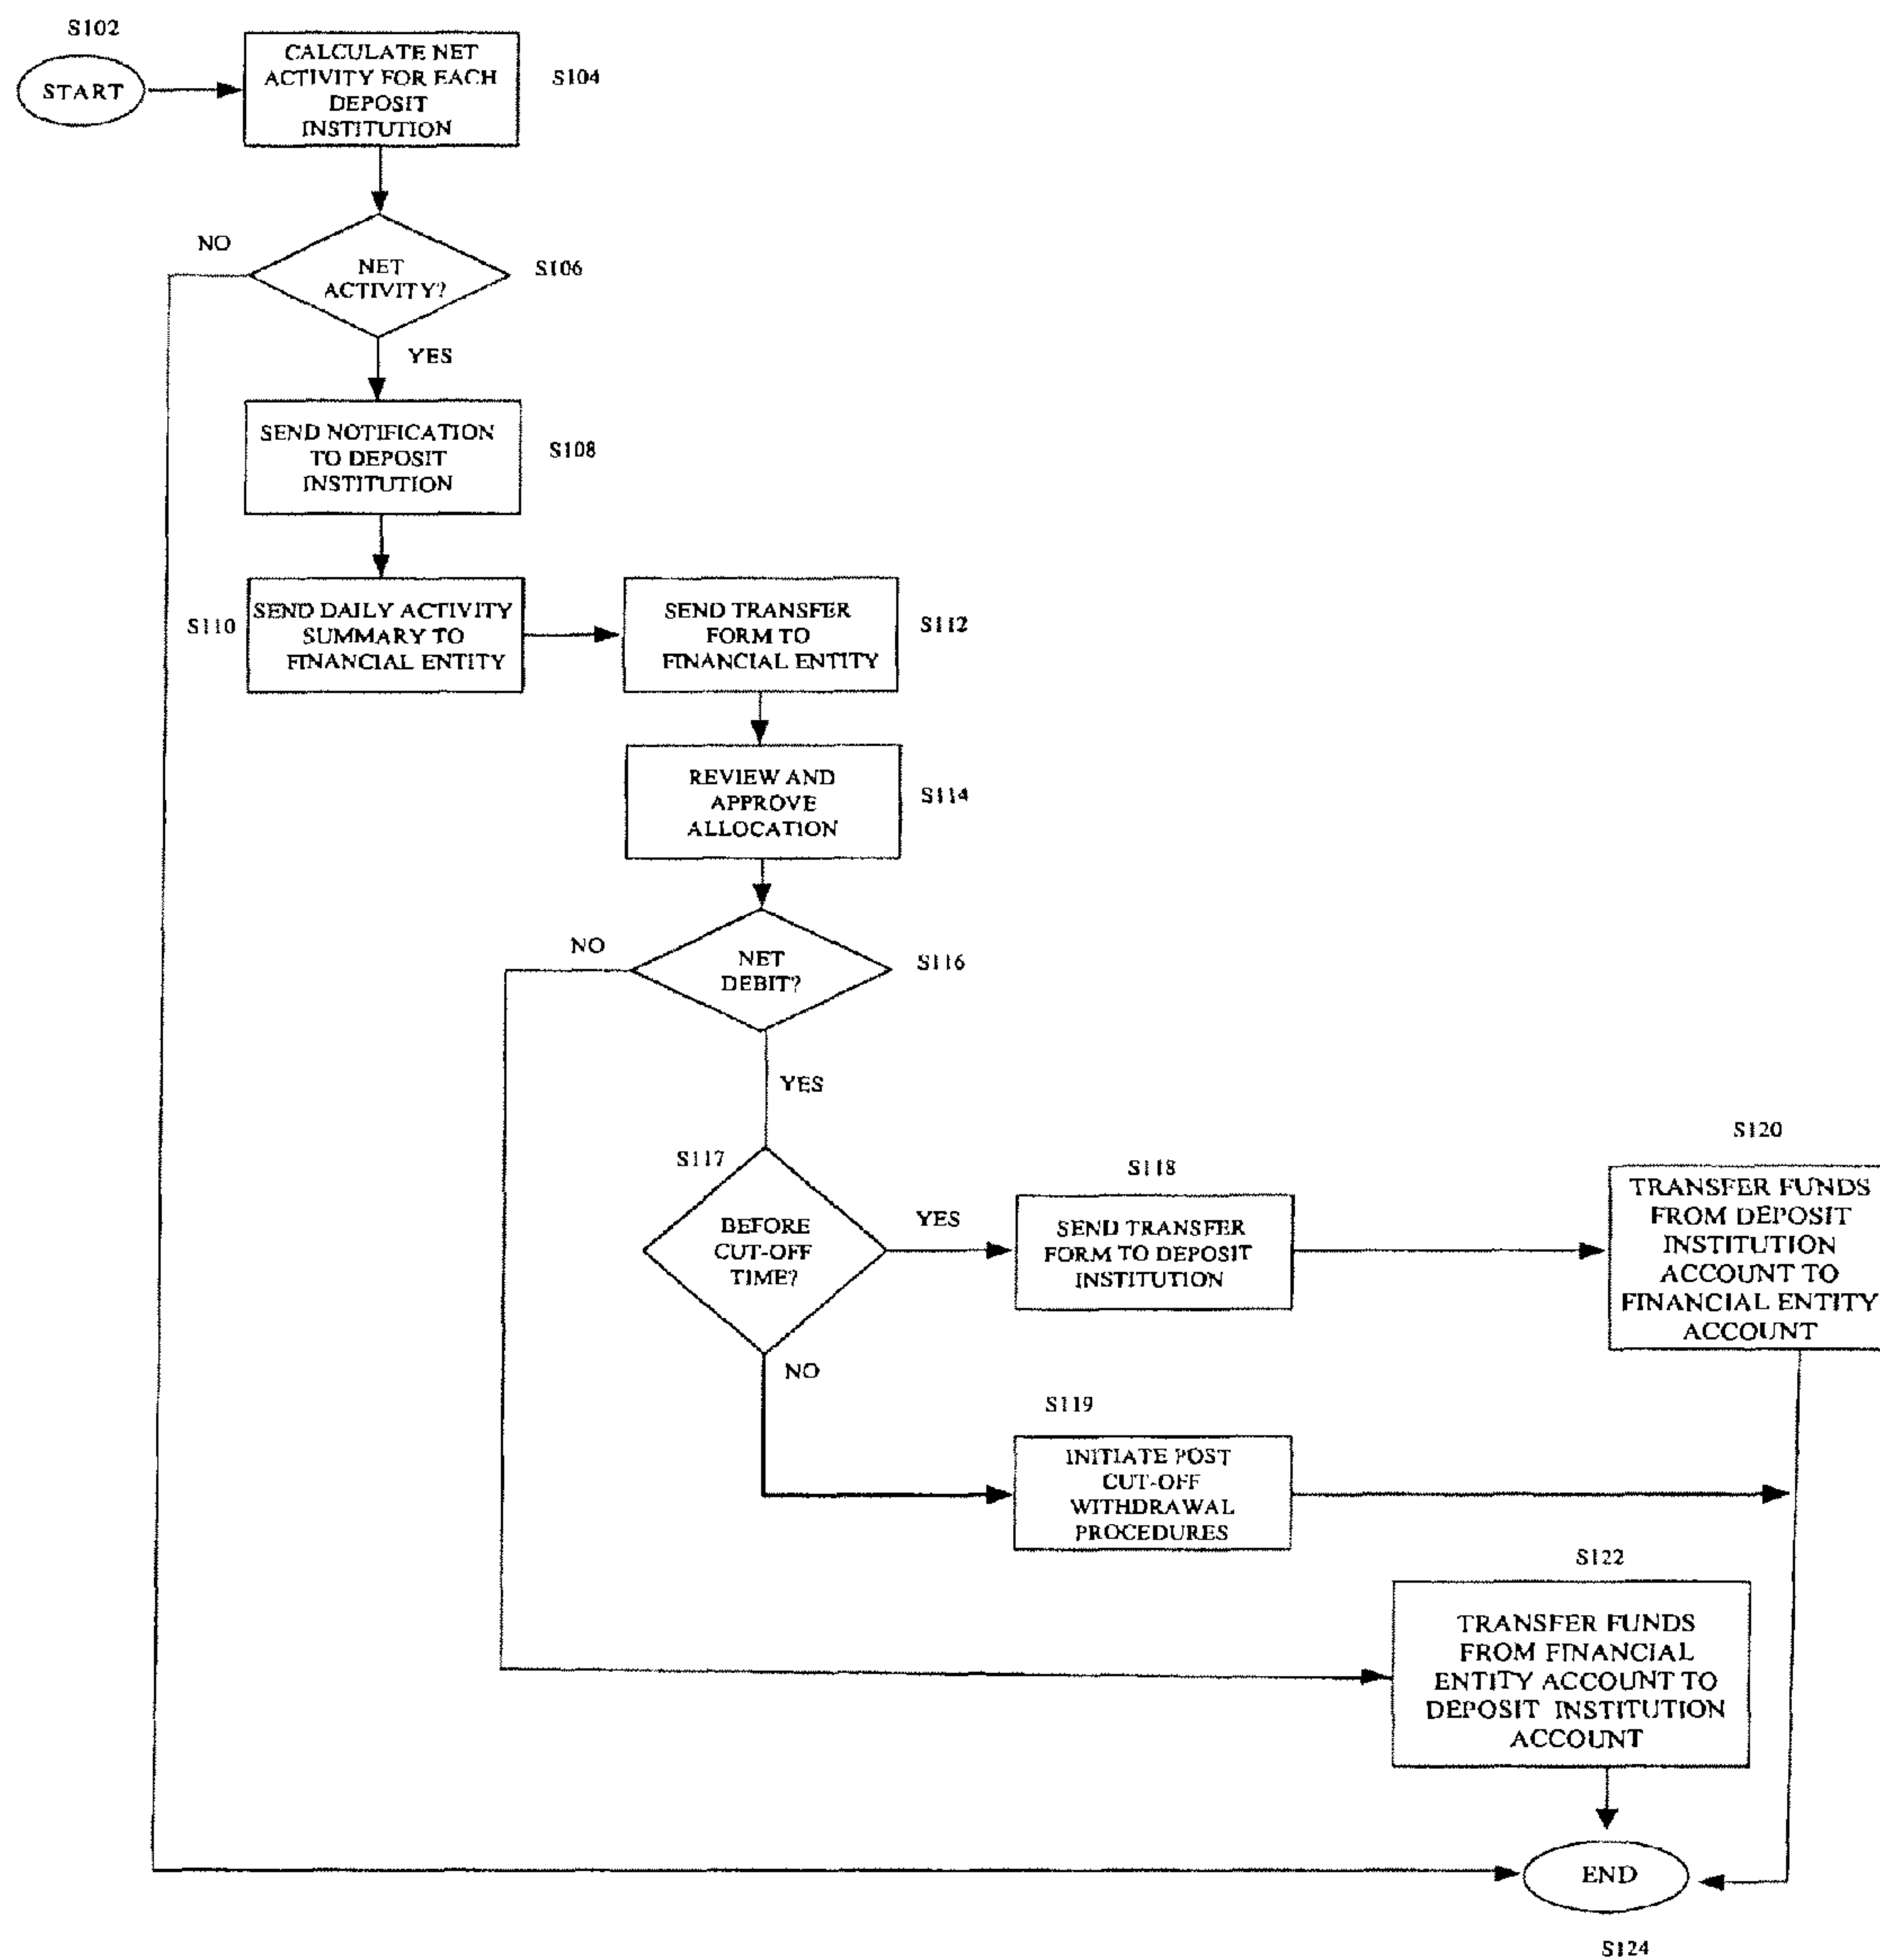 S102
START
CALCULATE NET
ACTIVITY FOR EACH
DEPOSIT
INSTITUTION
S104
NO
NET
ACTIVITY?
S106
YES
SEND NOTIFICATION
TO DEPOSIT
INSTITUTION
S108
S110
SEND DAILY ACTIVITY
SUMMARY TO
FINANCIAL ENTITY
SEND TRANSFER
FORM TO
FINANCIAL ENTITY
S112
REVIEW AND
APPROVE
ALLOCATION
S114
NO
NET
DEBIT?
S116
YES
S117
BEFORE
CUT-OFF
TIME?
YES
S118
SEND TRANSFER
FORM TO DEPOSIT
INSTITUTION
S120
TRANSFER FUNDS
FROM DEPOSIT
INSTITUTION
ACCOUNT TO
FINANCIAL ENTITY
ACCOUNT
NO
S119
INITIATE POST
CUT-OFF
WITHDRAWAL
PROCEDURES
S122
TRANSFER FUNDS
FROM FINANCIAL
ENTITY ACCOUNT TO
DEPOSIT INSTITUTION
ACCOUNT
END
S124